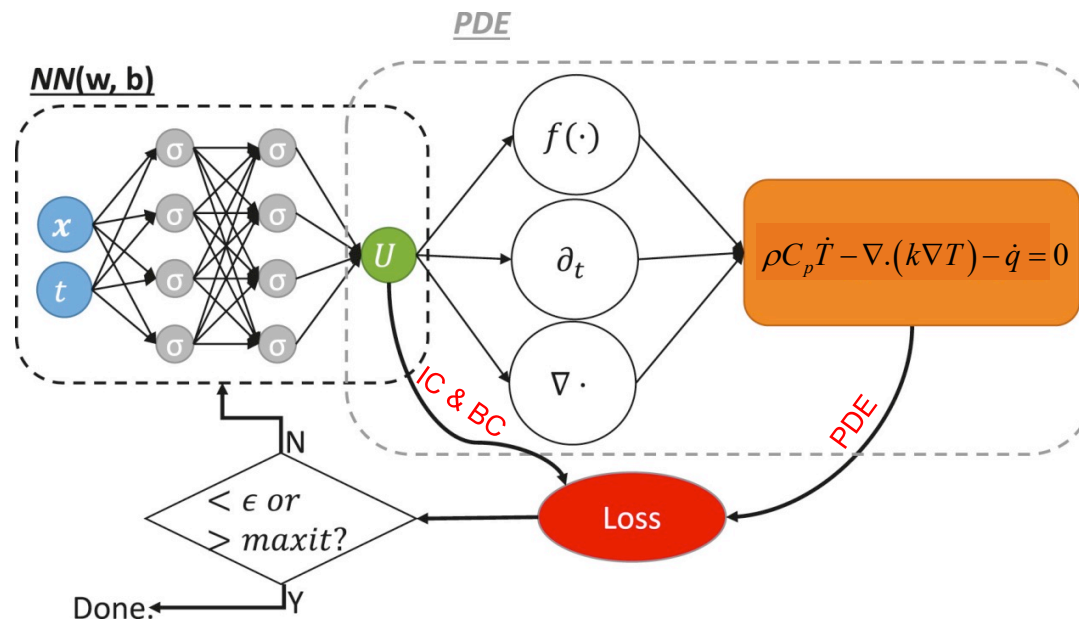 PDE
NN(w, b)
x
t
σ
σ
σ
σ
σ
σ
σ
σ
U
f(·)
∂t
∇ ·
ρCpṪ − ∇.(k∇T) − q̇ = 0
IC & BC
PDE
Loss
N
< ϵ or
> maxit?
Y
Done.